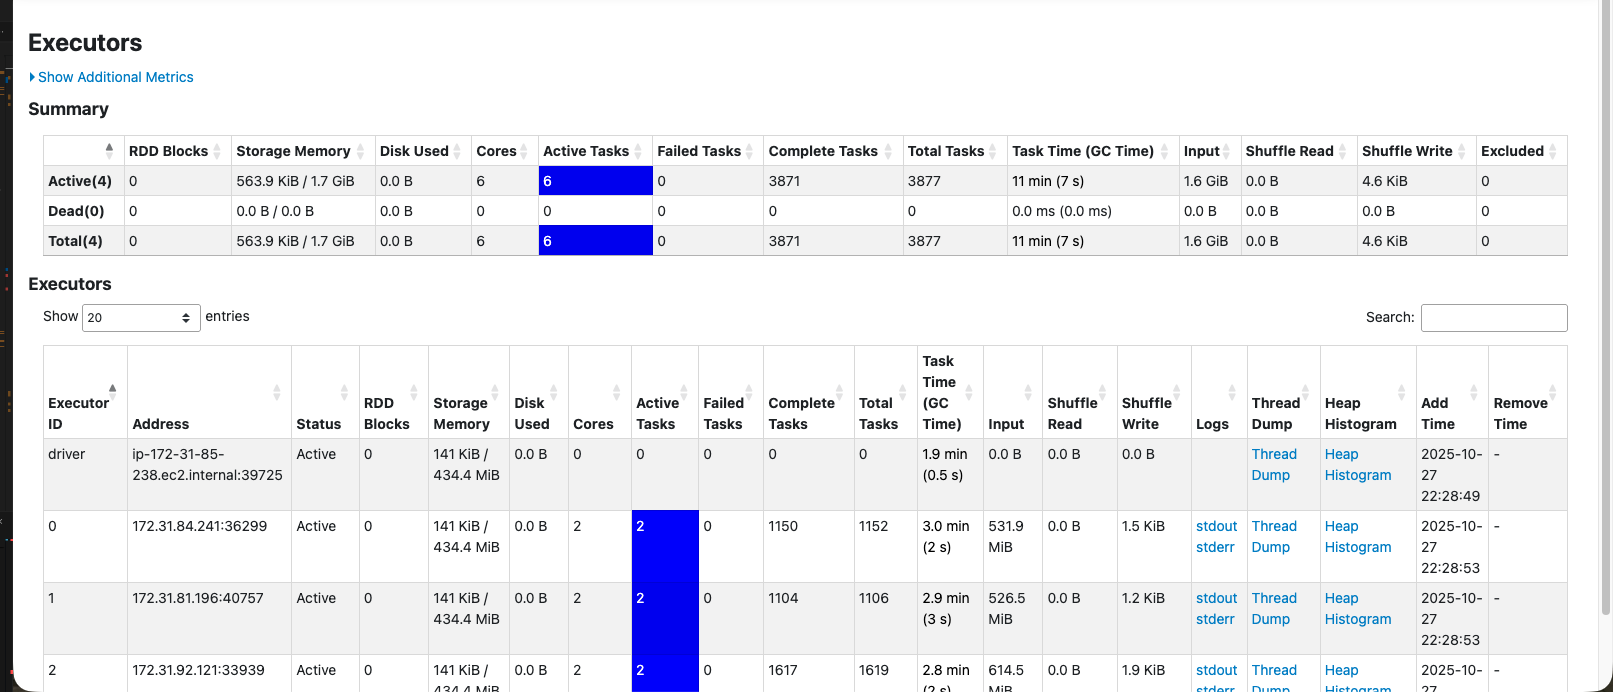 Executors
Show Additional Metrics
Summary
RDD Blocks Storage Memory Disk Used Cores Active Tasks Failed Tasks Complete Tasks Total Tasks Task Time (GC Time) Input Shuffle Read Shuffle Write Excluded
Active(4) 0 563.9 KiB / 1.7 GiB 0.0 B 6 6 0 3871 3877 11 min (7 s) 1.6 GiB 0.0 B 4.6 KiB 0
Dead(0) 0 0.0 B / 0.0 B 0.0 B 0 0 0 0 0 0.0 ms (0.0 ms) 0.0 B 0.0 B 0.0 B 0
Total(4) 0 563.9 KiB / 1.7 GiB 0.0 B 6 6 0 3871 3877 11 min (7 s) 1.6 GiB 0.0 B 4.6 KiB 0
Executors
Show 20 entries Search:
Task
Time
Executor RDD Storage Disk Active Failed Complete Total (GC Shuffle Shuffle Thread Heap Add Remove
ID Address Status Blocks Memory Used Cores Tasks Tasks Tasks Tasks Time) Input Read Write Logs Dump Histogram Time Time
driver ip-172-31-85- Active 0 141 KiB / 0.0 B 0 0 0 0 0 1.9 min 0.0 B 0.0 B 0.0 B Thread Heap 2025-10- -
238.ec2.internal:39725 434.4 MiB (0.5 s) Dump Histogram 27
22:28:49
0 172.31.84.241:36299 Active 0 141 KiB / 0.0 B 2 2 0 1150 1152 3.0 min 531.9 0.0 B 1.5 KiB stdout Thread Heap 2025-10- -
434.4 MiB (2 s) MiB stderr Dump Histogram 27
22:28:53
1 172.31.81.196:40757 Active 0 141 KiB / 0.0 B 2 2 0 1104 1106 2.9 min 526.5 0.0 B 1.2 KiB stdout Thread Heap 2025-10- -
434.4 MiB (3 s) MiB stderr Dump Histogram 27
22:28:53
2 172.31.92.121:33939 Active 0 141 KiB / 0.0 B 2 2 0 1617 1619 2.8 min 614.5 0.0 B 1.9 KiB stdout Thread Heap 2025-10- -
434.4 MiB (2 s) MiB stderr Dump Histogram 27